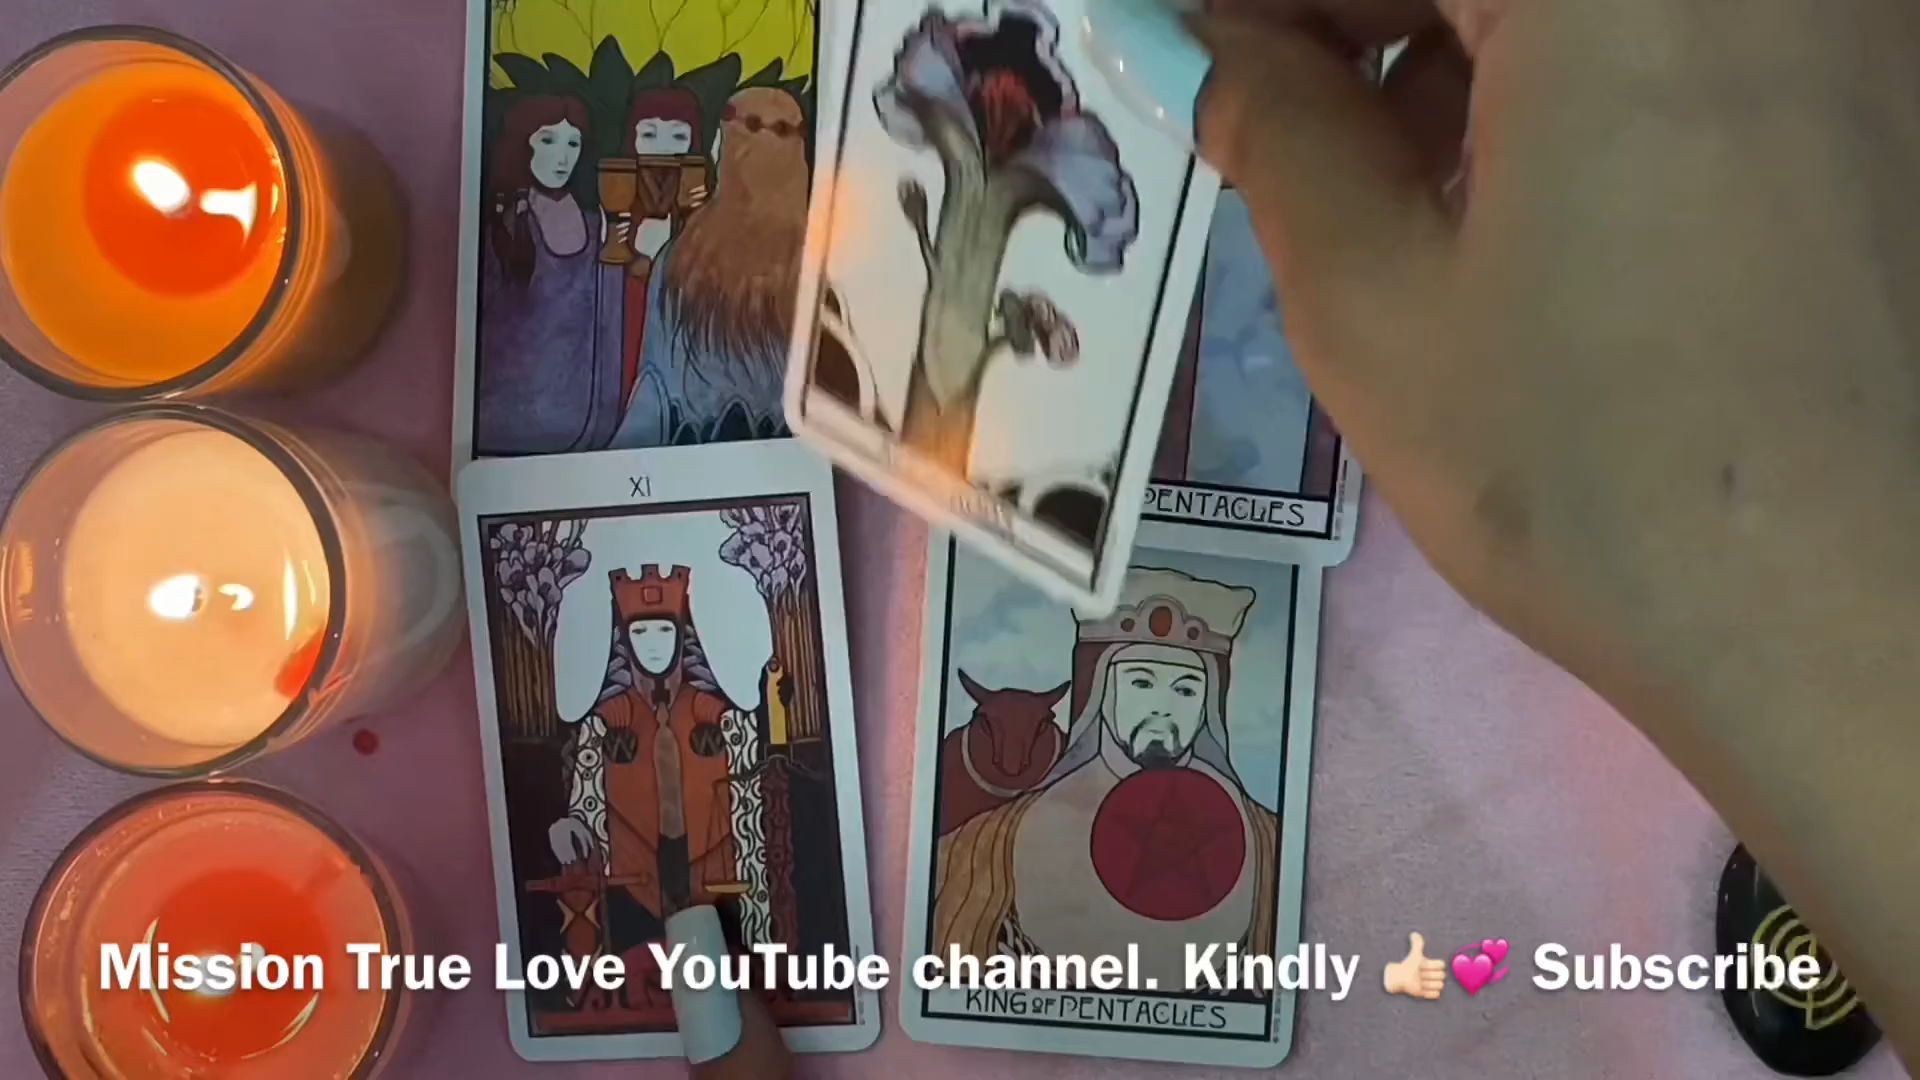 PENTACLES
XI
Mission True Love YouTube channel. Kindly 👍🏻💞 Subscribe
KING OF PENTACLES